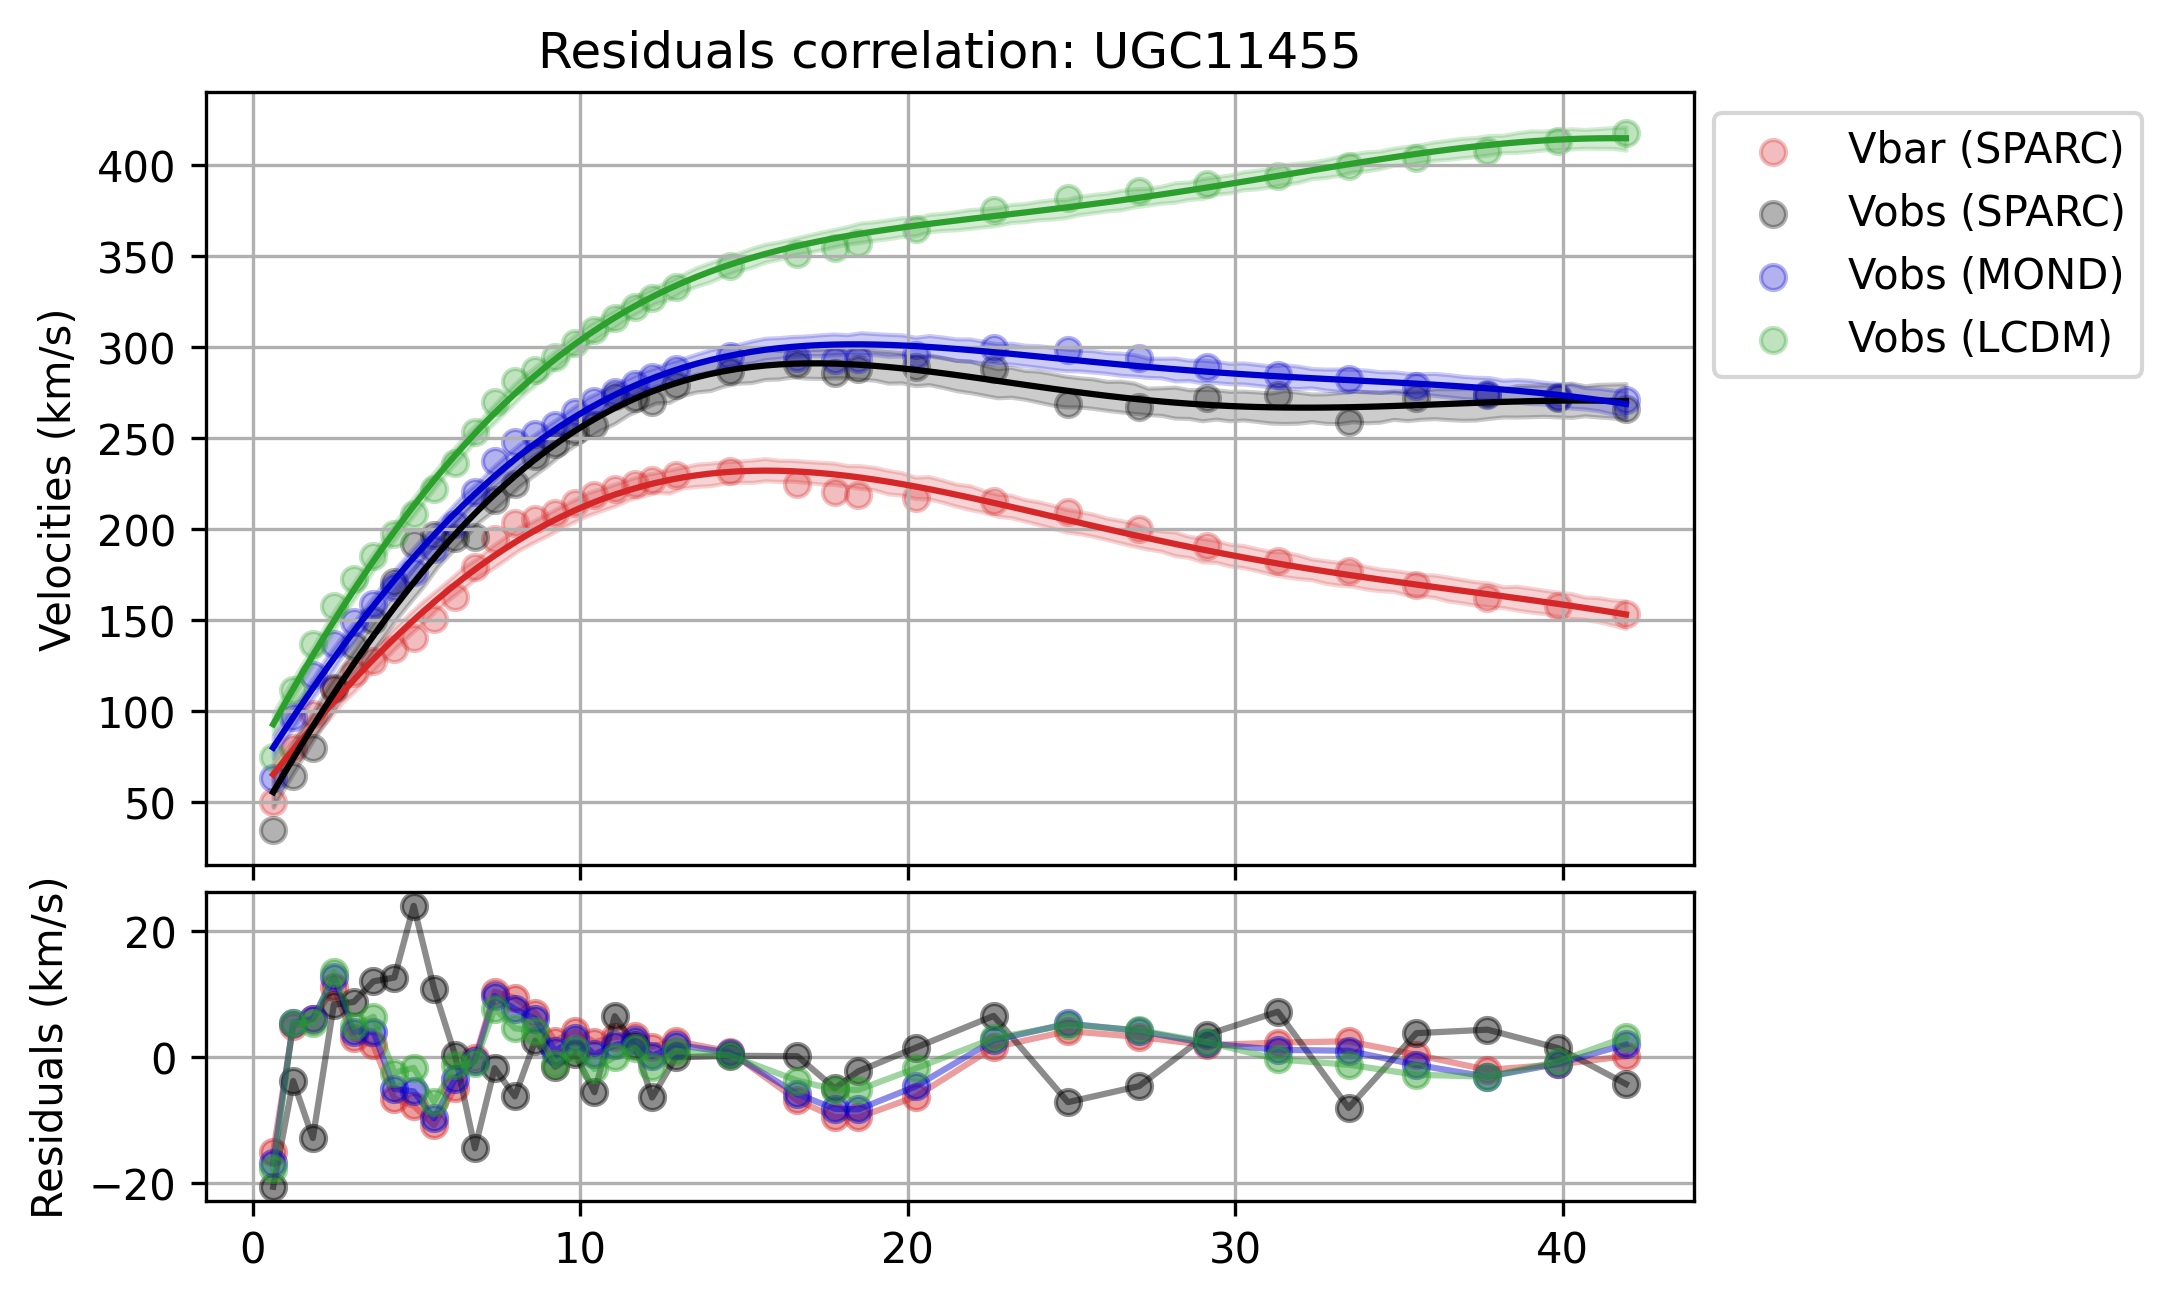 Residuals correlation: UGC11455
Velocities (km/s)
400
350
300
250
200
150
100
50
Vbar (SPARC)
Vobs (SPARC)
Vobs (MOND)
Vobs (LCDM)
Residuals (km/s)
20
0
−20
0 10 20 30 40